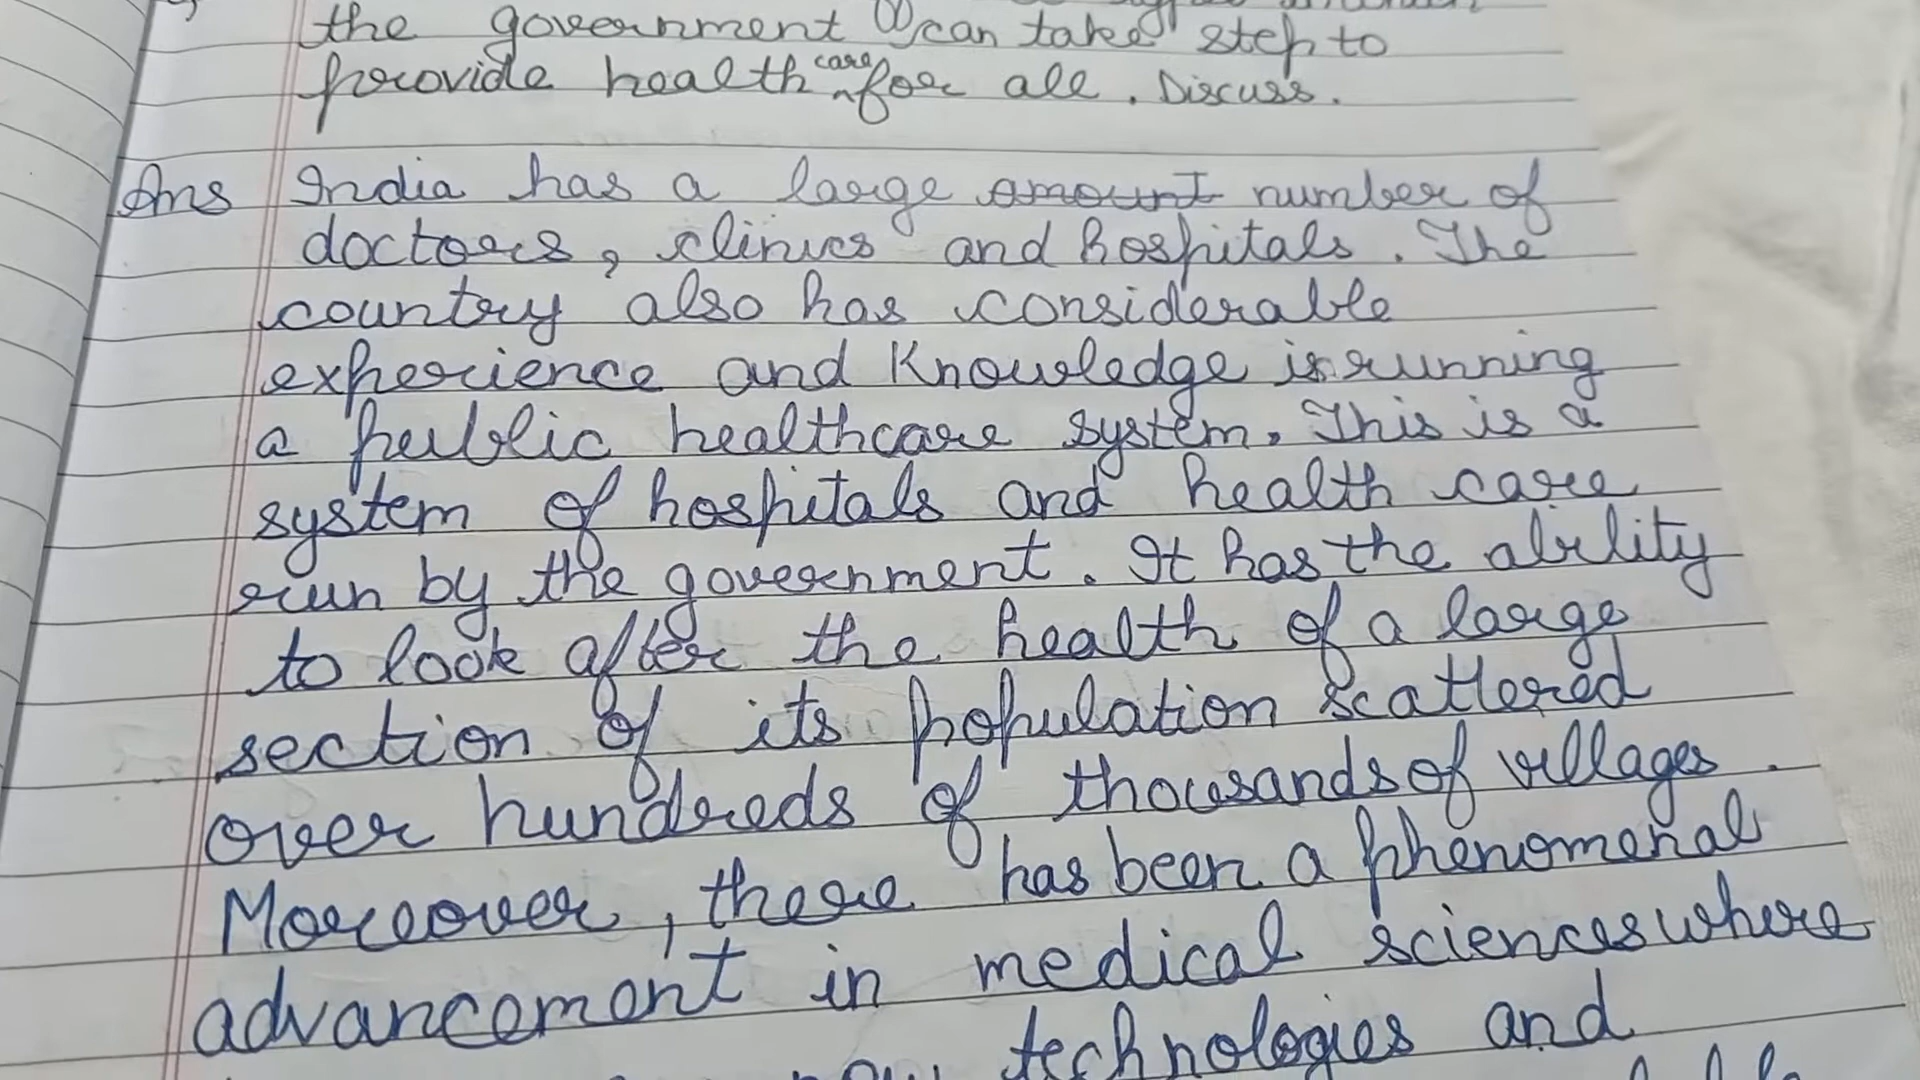 the government can take step to
provide health care for all. Discuss.
Ans India has a large amount number of
doctors, clinics and hospitals. The
country also has considerable
experience and Knowledge is running
a public healthcare system. This is a
system of hospitals and health care
run by the government. It has the ability
to look after the health of a large
section of its population scattered
over hundreds of thousands of villages.
Moreover, there has been a phenomenal
advancement in medical sciences where
new technologies and